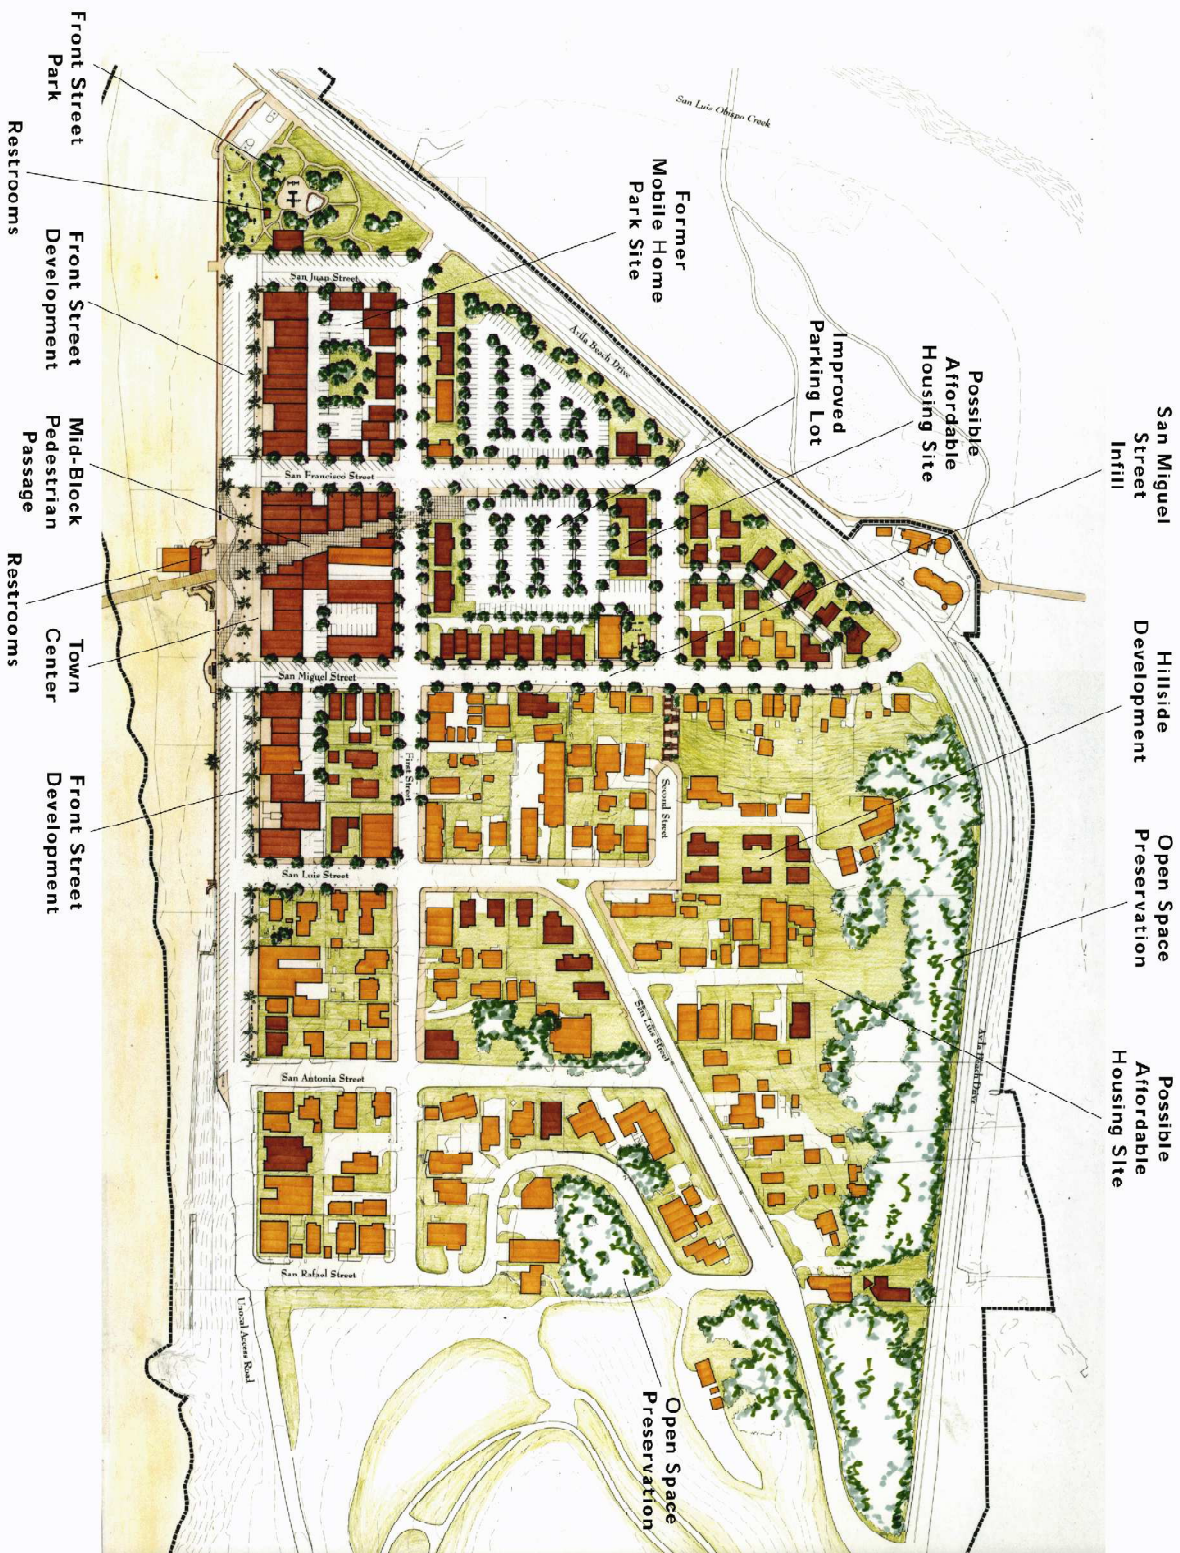 San Miguel
Street
Infill
Hillside
Development
Open Space
Preservation
Possible
Affordable
Housing Site
Possible
Affordable
Housing Site
Improved
Parking Lot
Former
Mobile Home
Park Site
Open Space
Preservation
San Luis Obispo Creek
Avila Beach Drive
Avila Beach Drive
Second Street
San Luis Street
First Street
San Juan Street
San Francisco Street
San Miguel Street
San Luis Street
San Antonia Street
San Rafael Street
Unocal Access Road
Front Street
Park
Restrooms
Front Street
Development
Mid-Block
Pedestrian
Passage
Restrooms
Town
Center
Front Street
Development